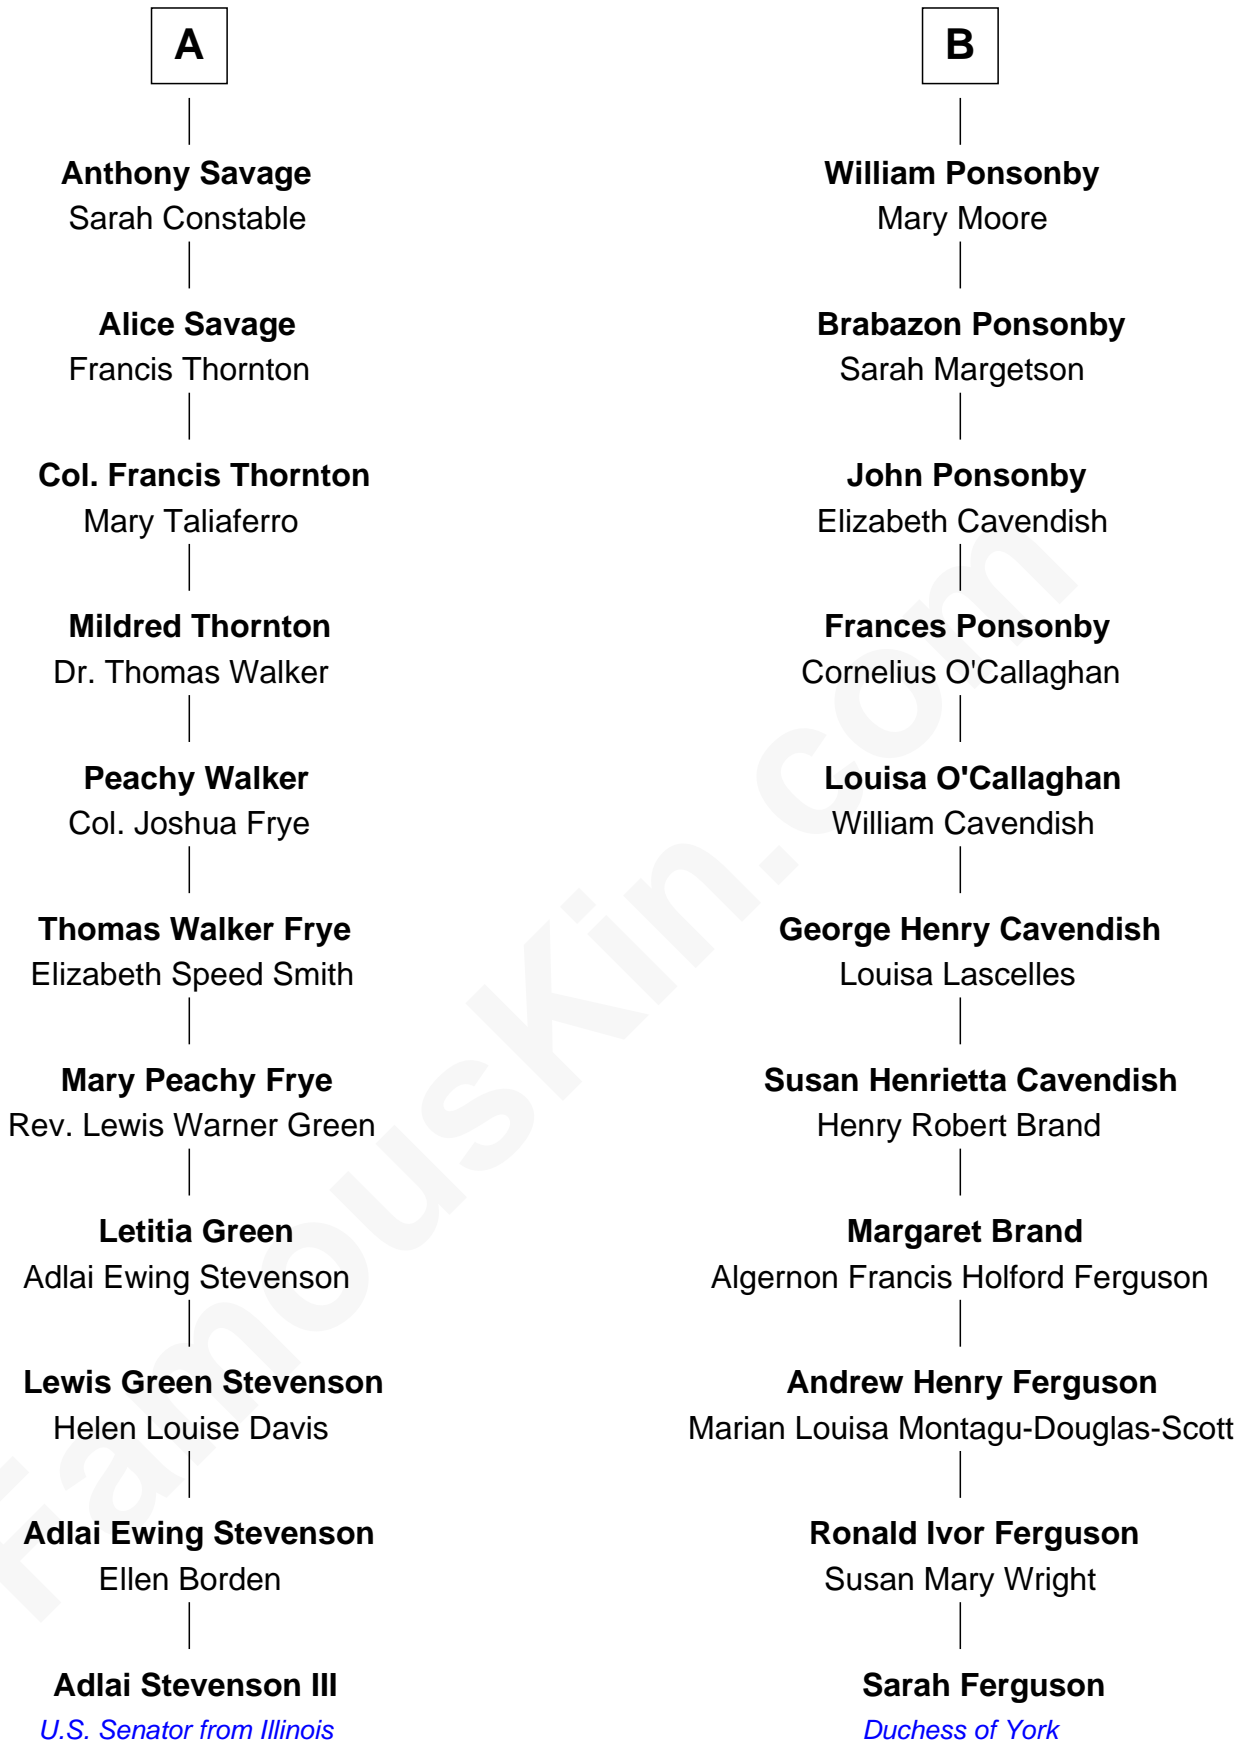 A
Anthony Savage
Sarah Constable
Alice Savage
Francis Thornton
Col. Francis Thornton
Mary Taliaferro
Mildred Thornton
Dr. Thomas Walker
Peachy Walker
Col. Joshua Frye
Thomas Walker Frye
Elizabeth Speed Smith
Mary Peachy Frye
Rev. Lewis Warner Green
Letitia Green
Adlai Ewing Stevenson
Lewis Green Stevenson
Helen Louise Davis
Adlai Ewing Stevenson
Ellen Borden
Adlai Stevenson III
U.S. Senator from Illinois
B
William Ponsonby
Mary Moore
Brabazon Ponsonby
Sarah Margetson
John Ponsonby
Elizabeth Cavendish
Frances Ponsonby
Cornelius O'Callaghan
Louisa O'Callaghan
William Cavendish
George Henry Cavendish
Louisa Lascelles
Susan Henrietta Cavendish
Henry Robert Brand
Margaret Brand
Algernon Francis Holford Ferguson
Andrew Henry Ferguson
Marian Louisa Montagu-Douglas-Scott
Ronald Ivor Ferguson
Susan Mary Wright
Sarah Ferguson
Duchess of York
FamousKin.com